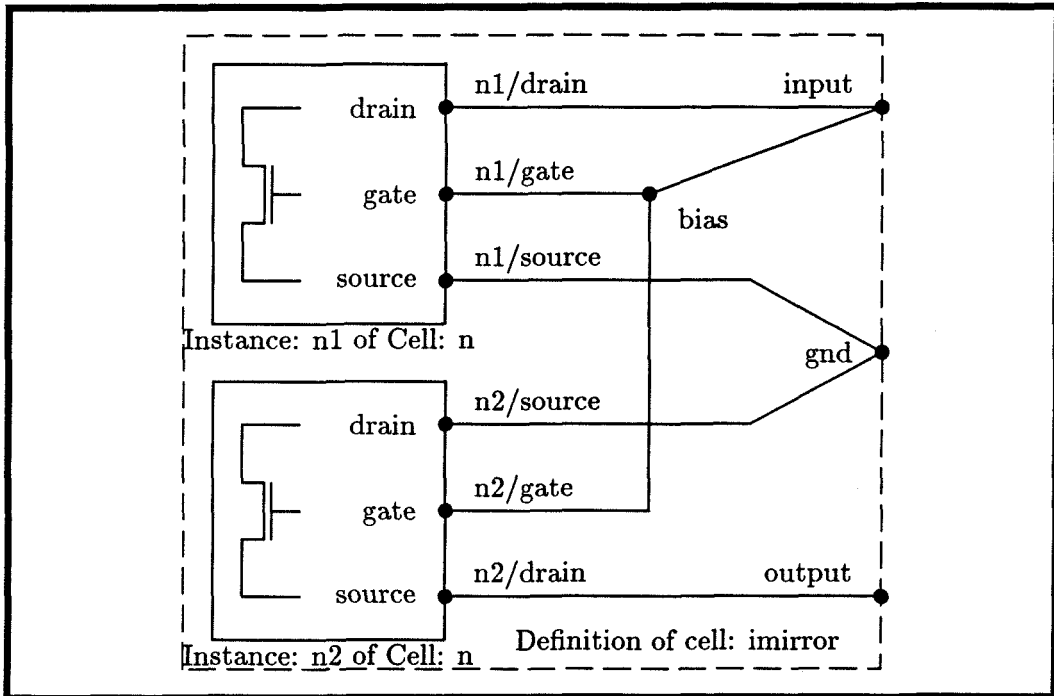 n1/drain input
drain
n1/gate
gate
bias
n1/source
source
Instance: n1 of Cell: n
gnd
n2/source
drain
n2/gate
gate
n2/drain output
source
Definition of cell: imirror
Instance: n2 of Cell: n